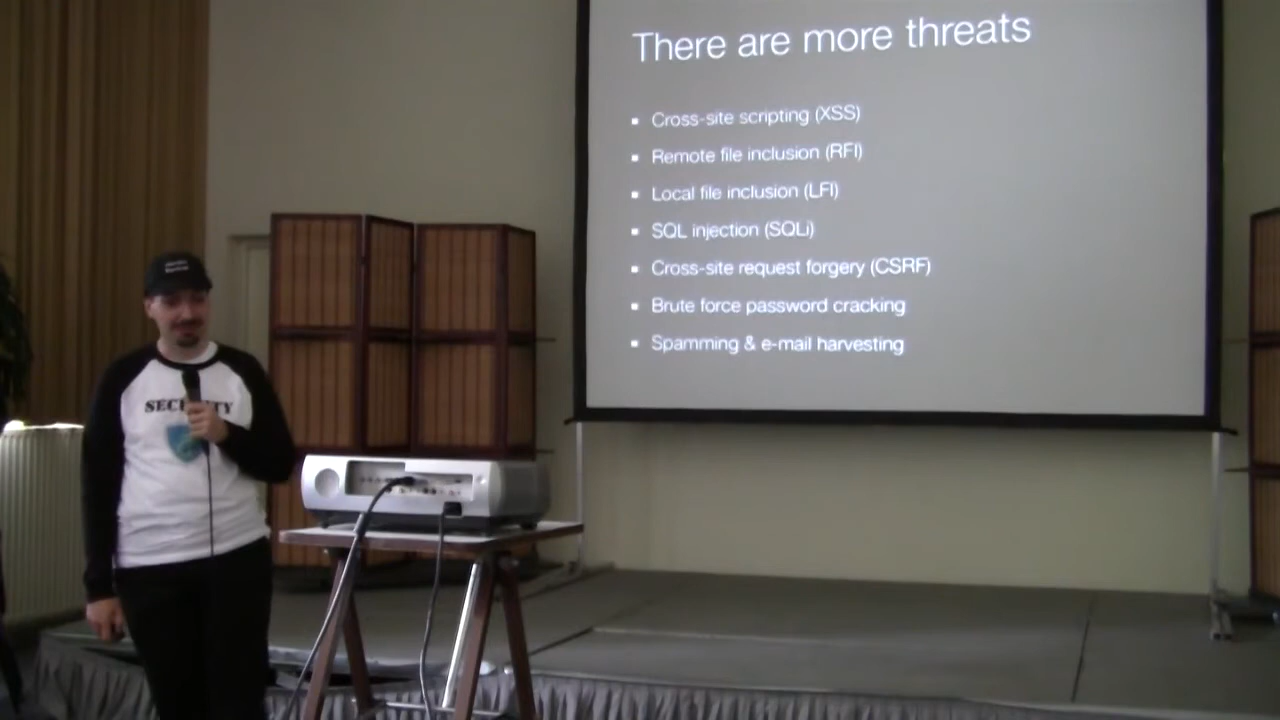 There are more threats
Cross-site scripting (XSS)
Remote file inclusion (RFI)
Local file inclusion (LFI)
SQL injection (SQLi)
Cross-site request forgery (CSRF)
Brute force password cracking
Spamming & e-mail harvesting